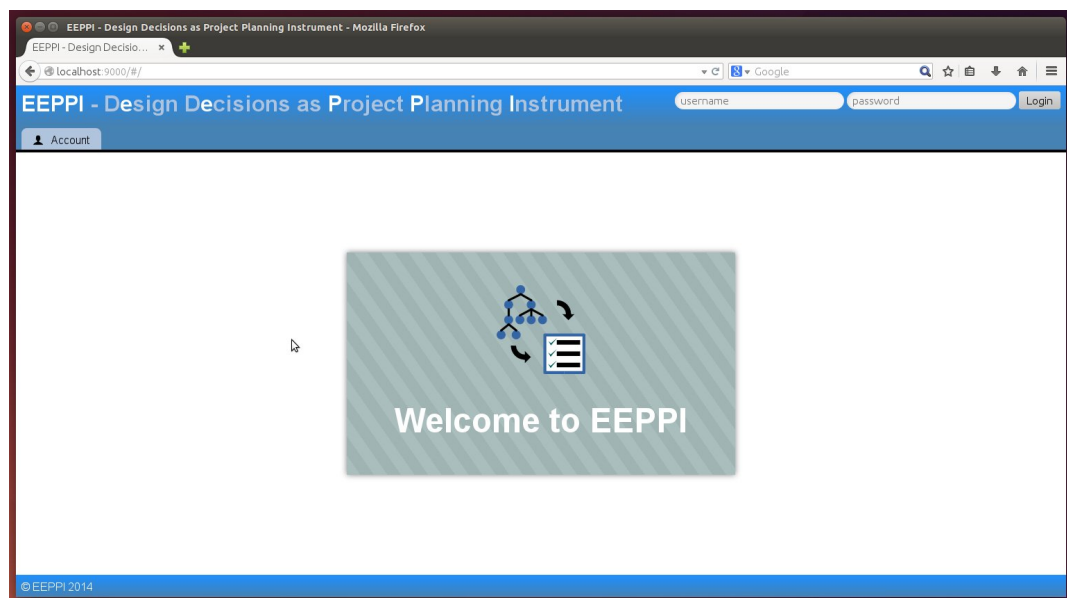 EEPPI - Design Decisions as Project Planning Instrument - Mozilla Firefox
EEPPI - Design Decisio...
localhost:9000/#/
Google
EEPPI - Design Decisions as Project Planning Instrument
username
password
Login
Account
Welcome to EEPPI
© EEPPI 2014